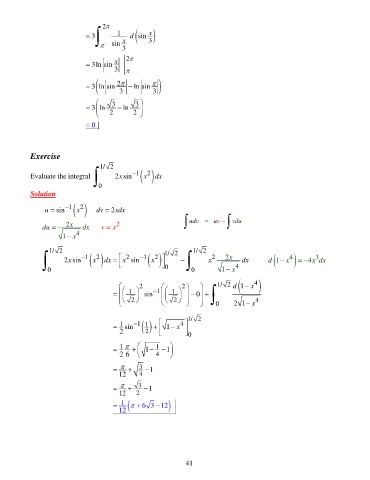 = 3 ∫_π^{2π} 1/(sin x/3) d(sin x/3)
= 3 ln |sin x/3| |_π^{2π}
= 3(ln |sin 2π/3| − ln |sin π/3|)
= 3(ln √3/2 − ln √3/2)
= 0
Exercise
Evaluate the integral ∫_0^{1/√2} 2x sin^{-1}(x^2) dx
Solution
u = sin^{-1}(x^2) dv = 2xdx
du = 2x/√(1−x^4) dx v = x^2
∫ udv = uv − ∫ vdu
∫_0^{1/√2} 2x sin^{-1}(x^2) dx = [x^2 sin^{-1}(x^2)]_0^{1/√2} − ∫_0^{1/√2} x^2 2x/√(1−x^4) dx d(1−x^4) = −4x^3dx
= ((1/√2)^2 sin^{-1}((1/√2)^2) − 0) + ∫_0^{1/√2} d(1−x^4)/(2√(1−x^4))
= 1/2 sin^{-1}(1/2) + [√(1−x^4)]_0^{1/√2}
= 1/2 π/6 + (√(1−1/4) − 1)
= π/12 + √(3/4) − 1
= π/12 + √3/2 − 1
= 1/12 (π + 6√3 − 12)
41